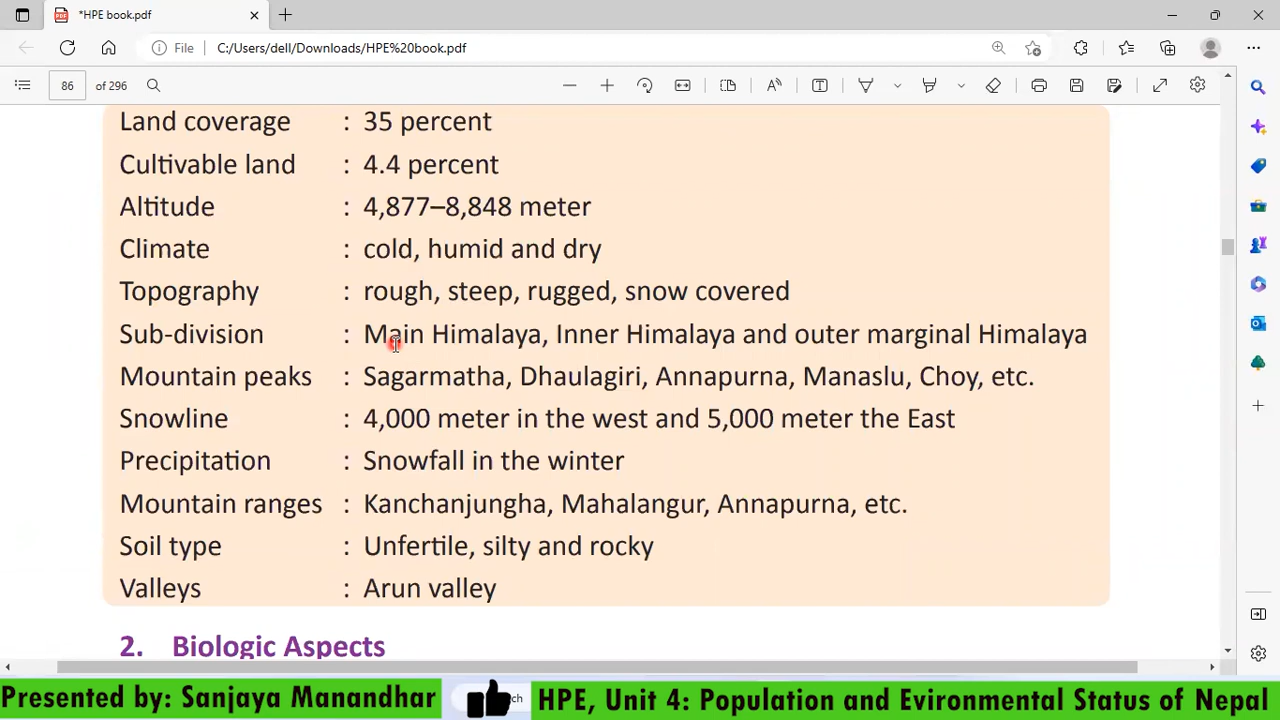 *HPE book.pdf
File C:/Users/dell/Downloads/HPE%20book.pdf
86 of 296
Land coverage : 35 percent
Cultivable land : 4.4 percent
Altitude : 4,877–8,848 meter
Climate : cold, humid and dry
Topography : rough, steep, rugged, snow covered
Sub-division : Main Himalaya, Inner Himalaya and outer marginal Himalaya
Mountain peaks : Sagarmatha, Dhaulagiri, Annapurna, Manaslu, Choy, etc.
Snowline : 4,000 meter in the west and 5,000 meter the East
Precipitation : Snowfall in the winter
Mountain ranges : Kanchanjungha, Mahalangur, Annapurna, etc.
Soil type : Unfertile, silty and rocky
Valleys : Arun valley
2. Biologic Aspects
Presented by: Sanjaya Manandhar HPE, Unit 4: Population and Evironmental Status of Nepal